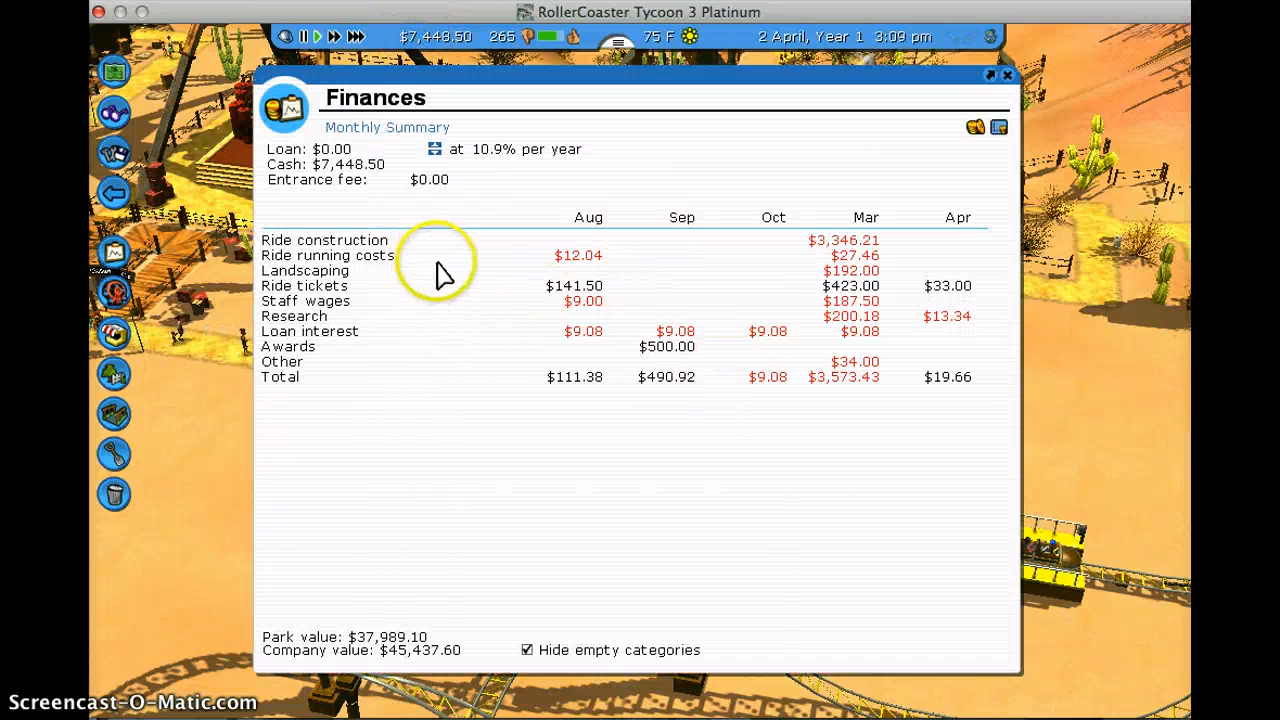 RollerCoaster Tycoon 3 Platinum
$7,448.50 265 75 F 2 April, Year 1 3:09 pm
Finances
Monthly Summary
Loan: $0.00 at 10.9% per year
Cash: $7,448.50
Entrance fee: $0.00
Aug Sep Oct Mar Apr
Ride construction $3,346.21
Ride running costs $12.04 $27.46
Landscaping $192.00
Ride tickets $141.50 $423.00 $33.00
Staff wages $9.00 $187.50
Research $200.18 $13.34
Loan interest $9.08 $9.08 $9.08 $9.08
Awards $500.00
Other $34.00
Total $111.38 $490.92 $9.08 $3,573.43 $19.66
Park value: $37,989.10
Company value: $45,437.60 Hide empty categories
Screencast-O-Matic.com